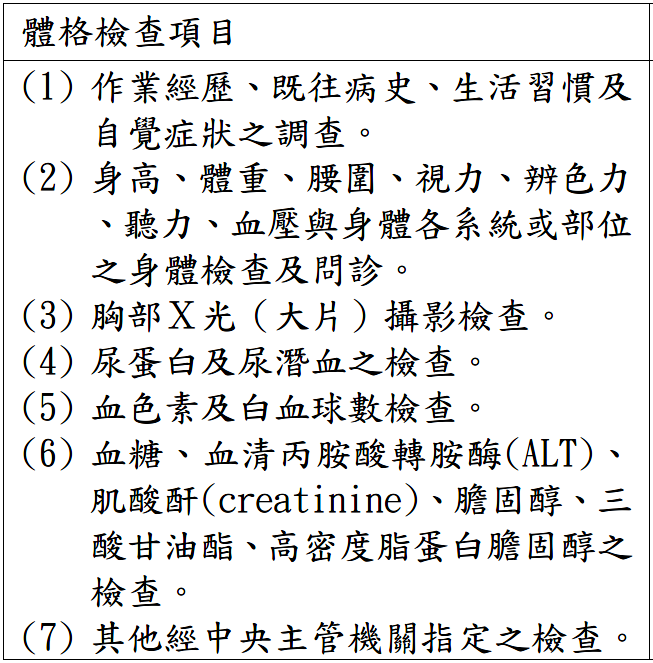 體格檢查項目
(1) 作業經歷、既往病史、生活習慣及
自覺症狀之調查。
(2) 身高、體重、腰圍、視力、辨色力
、聽力、血壓與身體各系統或部位
之身體檢查及問診。
(3) 胸部Ｘ光（大片）攝影檢查。
(4) 尿蛋白及尿潛血之檢查。
(5) 血色素及白血球數檢查。
(6) 血糖、血清丙胺酸轉胺酶(ALT)、
肌酸酐(creatinine)、膽固醇、三
酸甘油酯、高密度脂蛋白膽固醇之
檢查。
(7) 其他經中央主管機關指定之檢查。